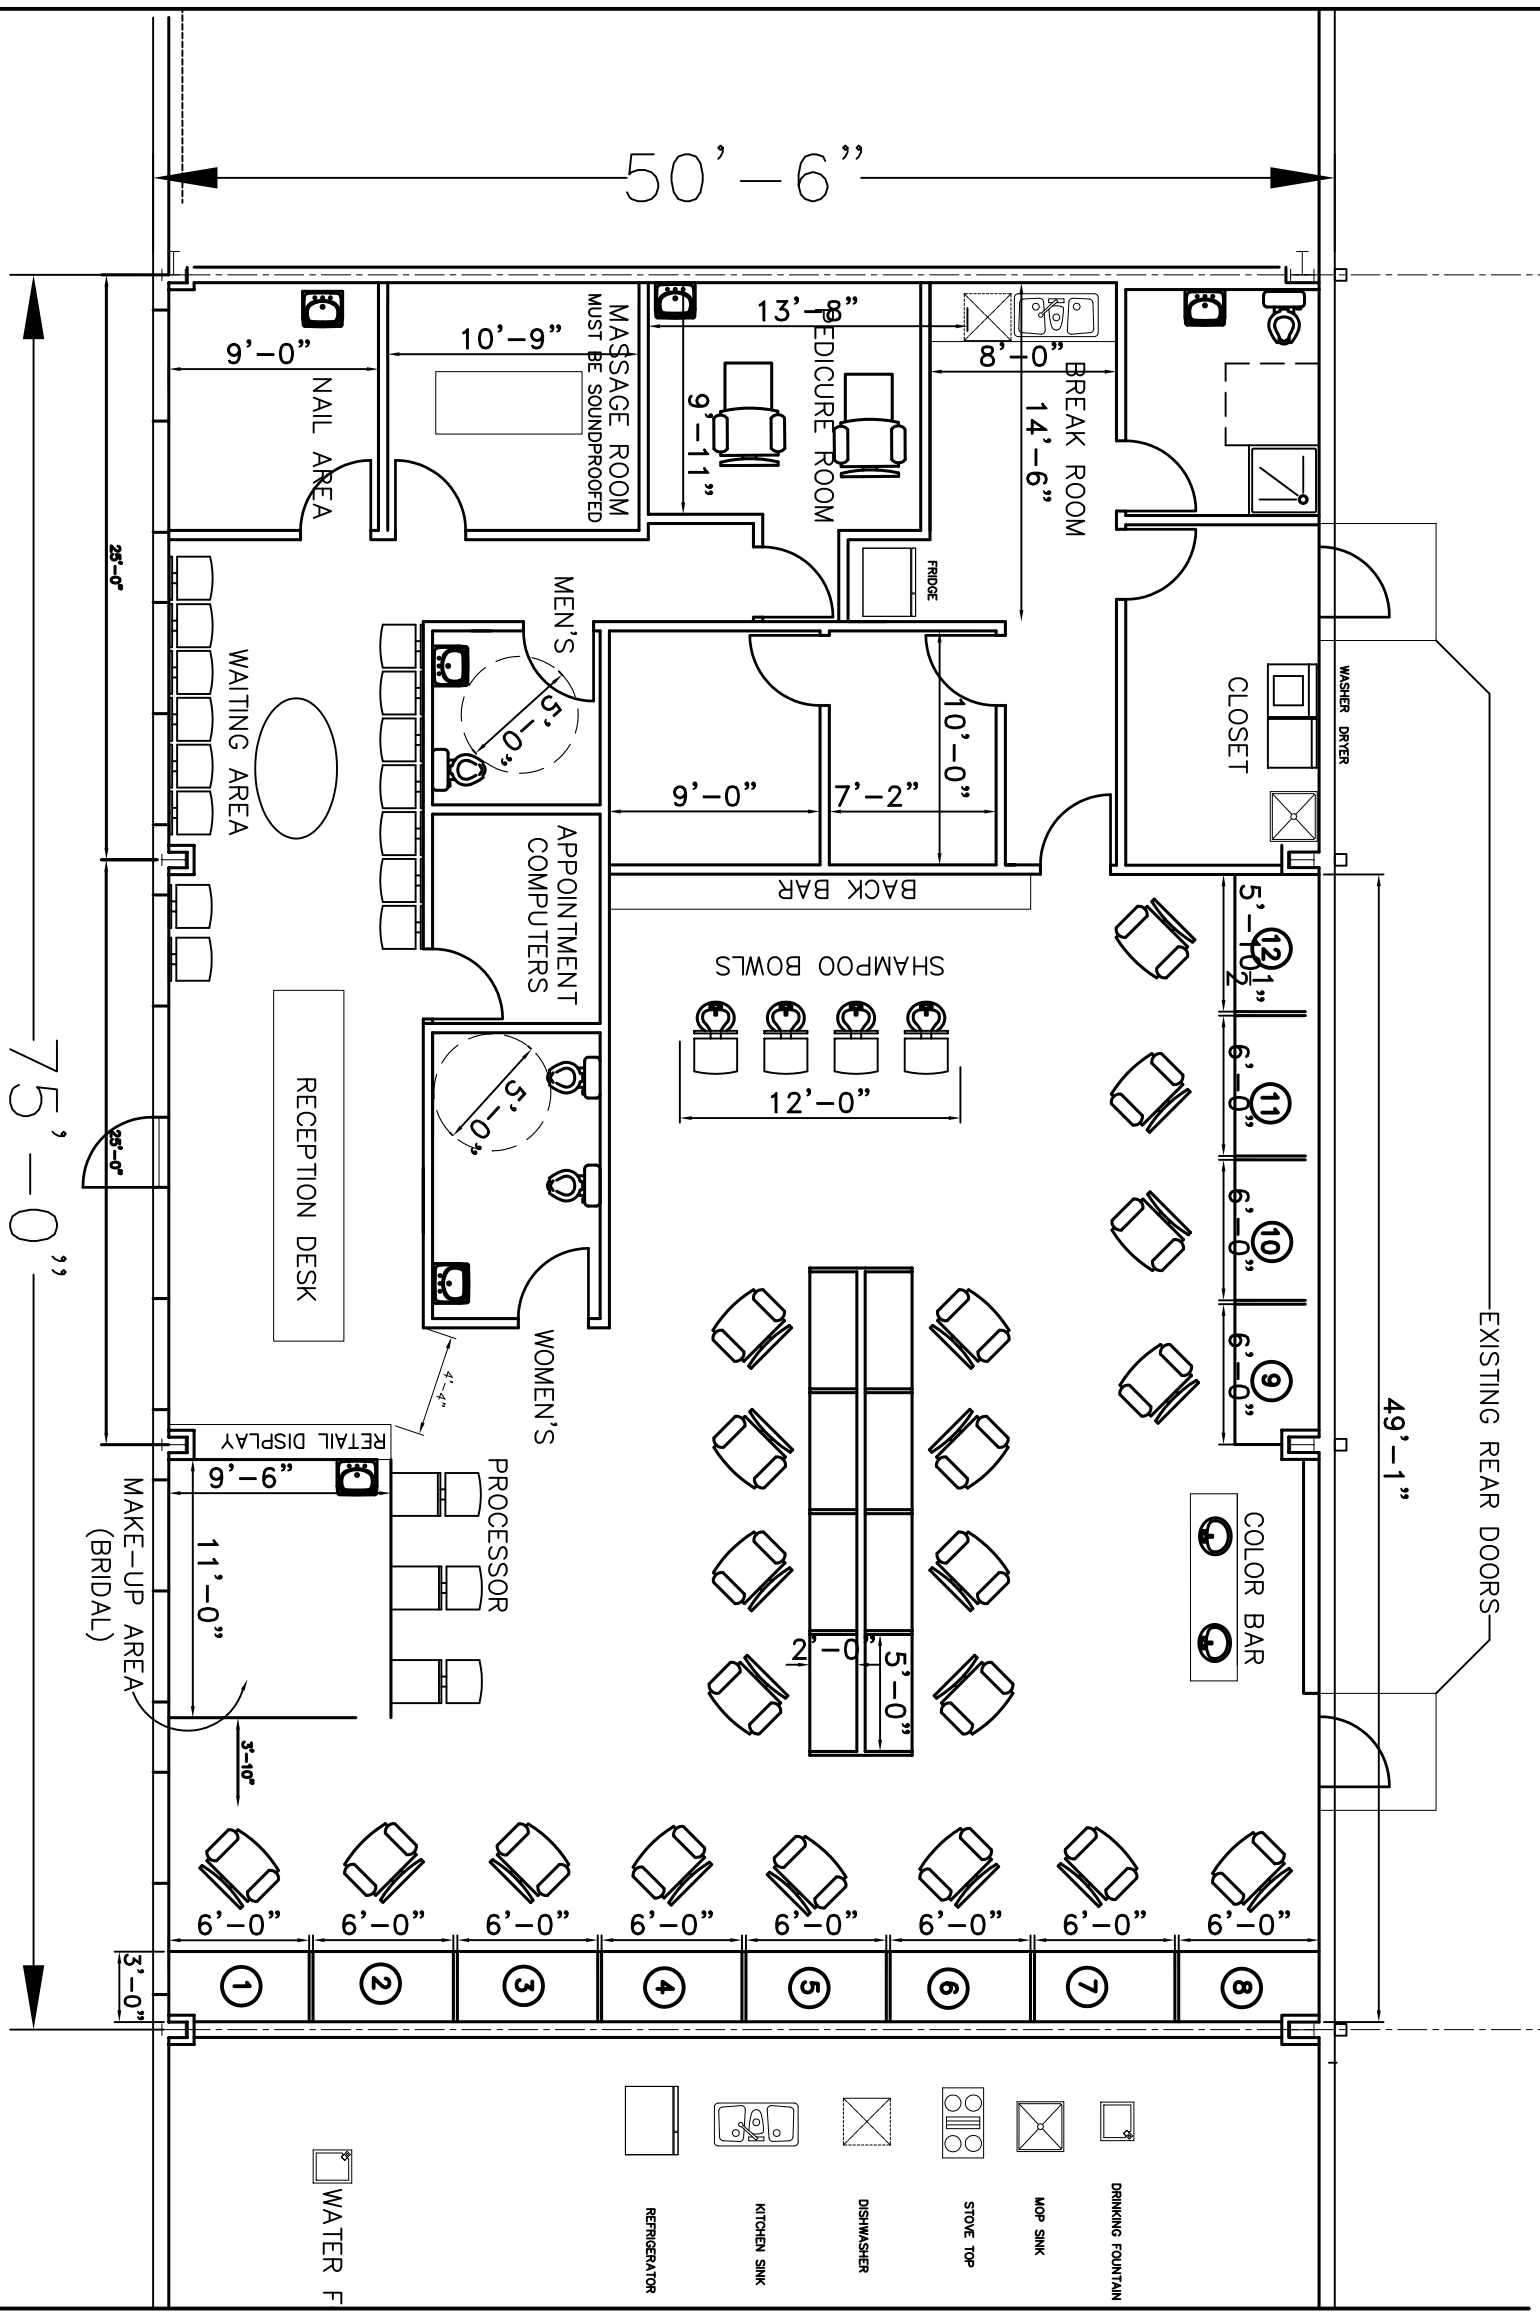 50'-6"
75'-0"
25'-0"
25'-0"
9'-0"
NAIL AREA
10'-9"
MASSAGE ROOM
MUST BE SOUNDPROOFED
13'-8"
PEDICURE ROOM
9'-11"
8'-0"
BREAK ROOM
14'-6"
FRIDGE
WAITING AREA
MEN'S
5'-0"
APPOINTMENT
COMPUTERS
9'-0"
7'-2"
10'-0"
CLOSET
WASHER DRYER
BACK BAR
SHAMPOO BOWLS
12'-0"
RECEPTION DESK
5'-0"
WOMEN'S
4'-4"
RETAIL DISPLAY
9'-6"
11'-0"
MAKE-UP AREA
(BRIDAL)
PROCESSOR
3'-10"
2'-0"
5'-0"
5'-10 1/2"
12
6'-0"
11
6'-0"
10
6'-0"
9
COLOR BAR
49'-1"
EXISTING REAR DOORS
6'-0"
6'-0"
6'-0"
6'-0"
6'-0"
6'-0"
6'-0"
6'-0"
3'-0"
1
2
3
4
5
6
7
8
WATER F
REFRIGERATOR
KITCHEN SINK
DISHWASHER
STOVE TOP
MOP SINK
DRINKING FOUNTAIN